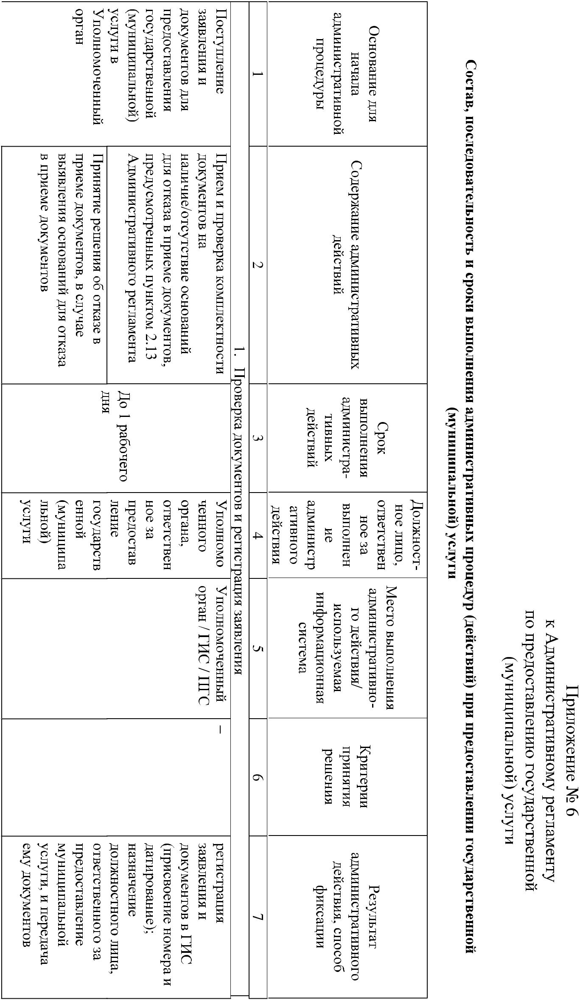 Приложение № 6
к Административному регламенту
по предоставлению государственной
(муниципальной) услуги
Состав, последовательность и сроки выполнения административных процедур (действий) при предоставлении государственной
(муниципальной) услуги
Основание для
начала
административной
процедуры
Содержание административных
действий
Срок
выполнения
администра-
тивных
действий
Должност-
ное лицо,
ответствен
ное за
выполнен
ие
администр
ативного
действия
Место выполнения
административно-
го действия/
используемая
информационная
система
Критерии
принятия
решения
Результат
административного
действия, способ
фиксации
1
2
3
4
5
6
7
1. Проверка документов и регистрация заявления
Поступление
заявления и
документов для
предоставления
государственной
(муниципальной)
услуги в
Уполномоченный
орган
Прием и проверка комплектности
документов на
наличие/отсутствие оснований
для отказа в приеме документов,
предусмотренных пунктом 2.13
Административного регламента
До 1 рабочего
дня
Уполномо
ченного
органа,
ответствен
ное за
предостав
ление
государств
енной
(муниципа
льной)
услуги
Уполномоченный
орган / ГИС / ПГС
–
регистрация
заявления и
документов в ГИС
(присвоение номера и
датирование);
назначение
должностного лица,
ответственного за
предоставление
муниципальной
услуги, и передача
ему документов
Принятие решения об отказе в
приеме документов, в случае
выявления оснований для отказа
в приеме документов